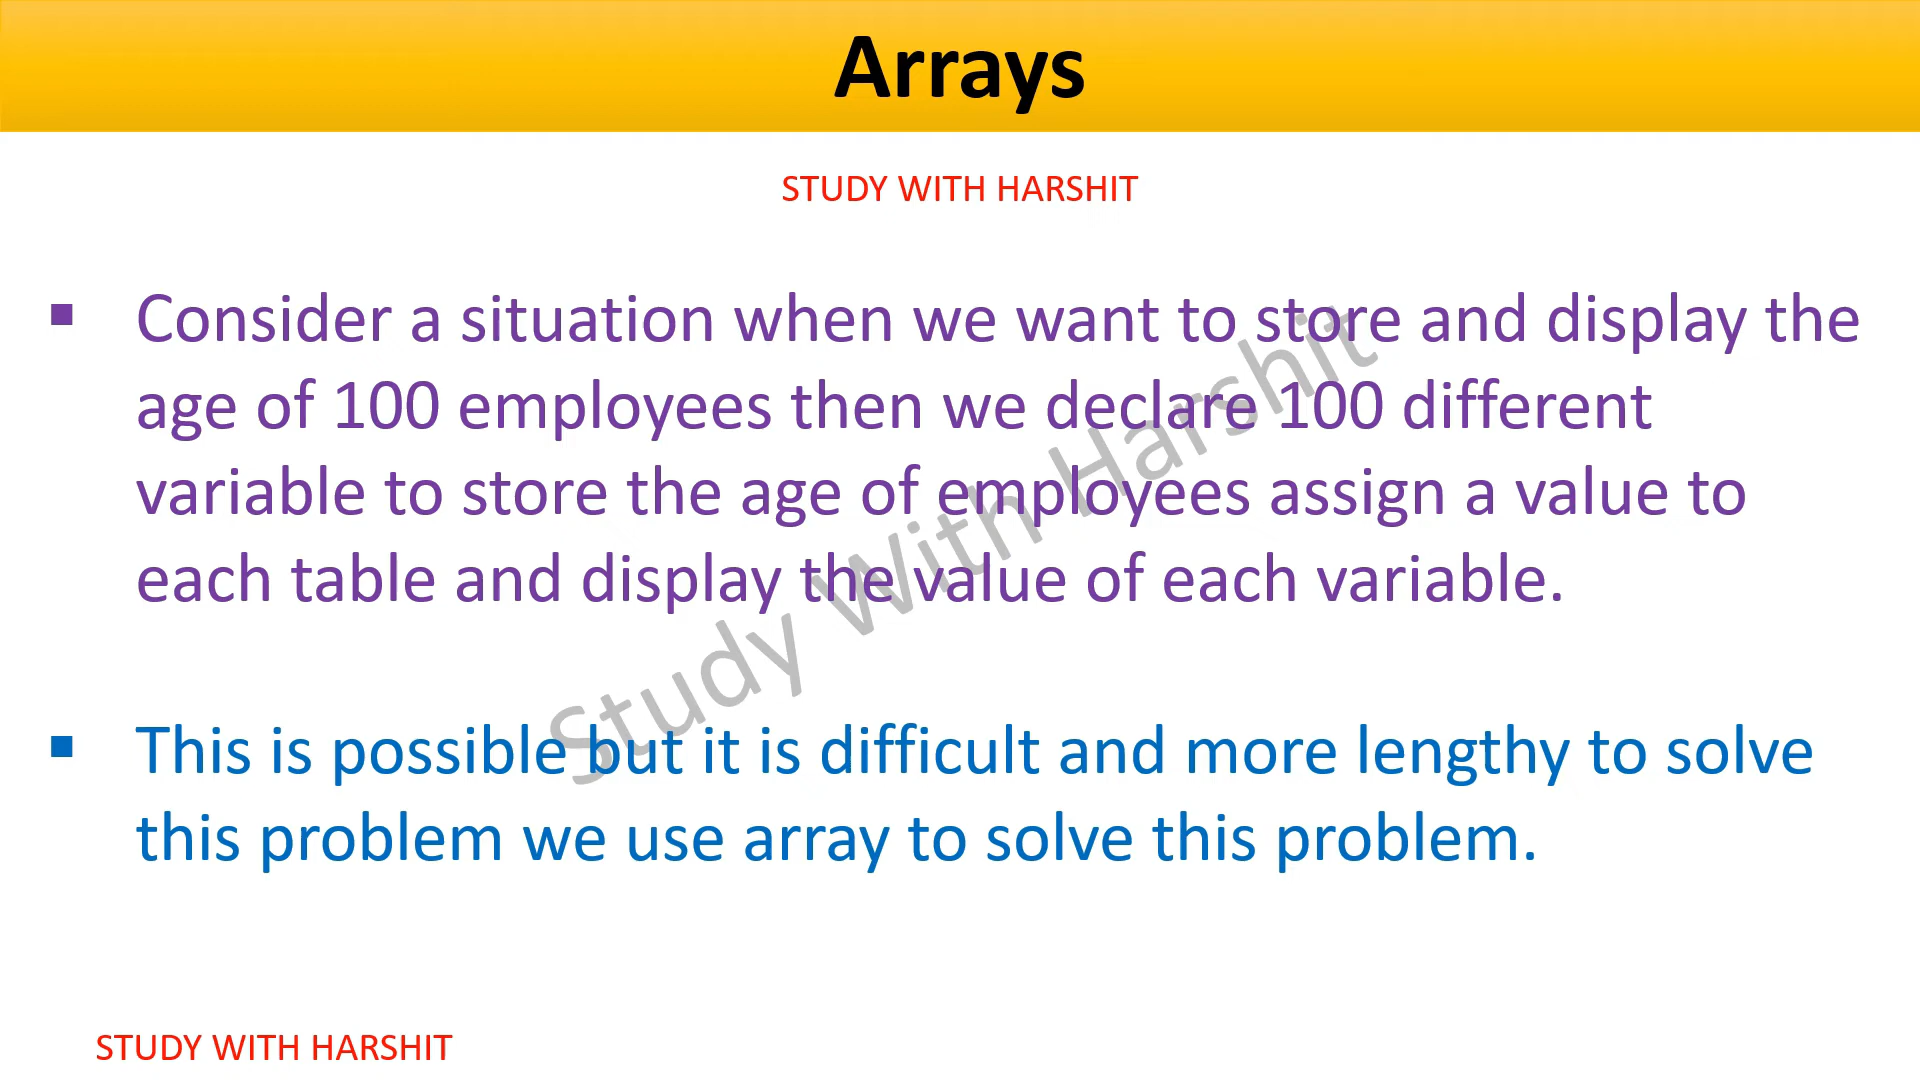 Arrays
STUDY WITH HARSHIT
▪ Consider a situation when we want to store and display the
age of 100 employees then we declare 100 different
variable to store the age of employees assign a value to
each table and display the value of each variable.
▪ This is possible but it is difficult and more lengthy to solve
this problem we use array to solve this problem.
Study With Harshit
STUDY WITH HARSHIT